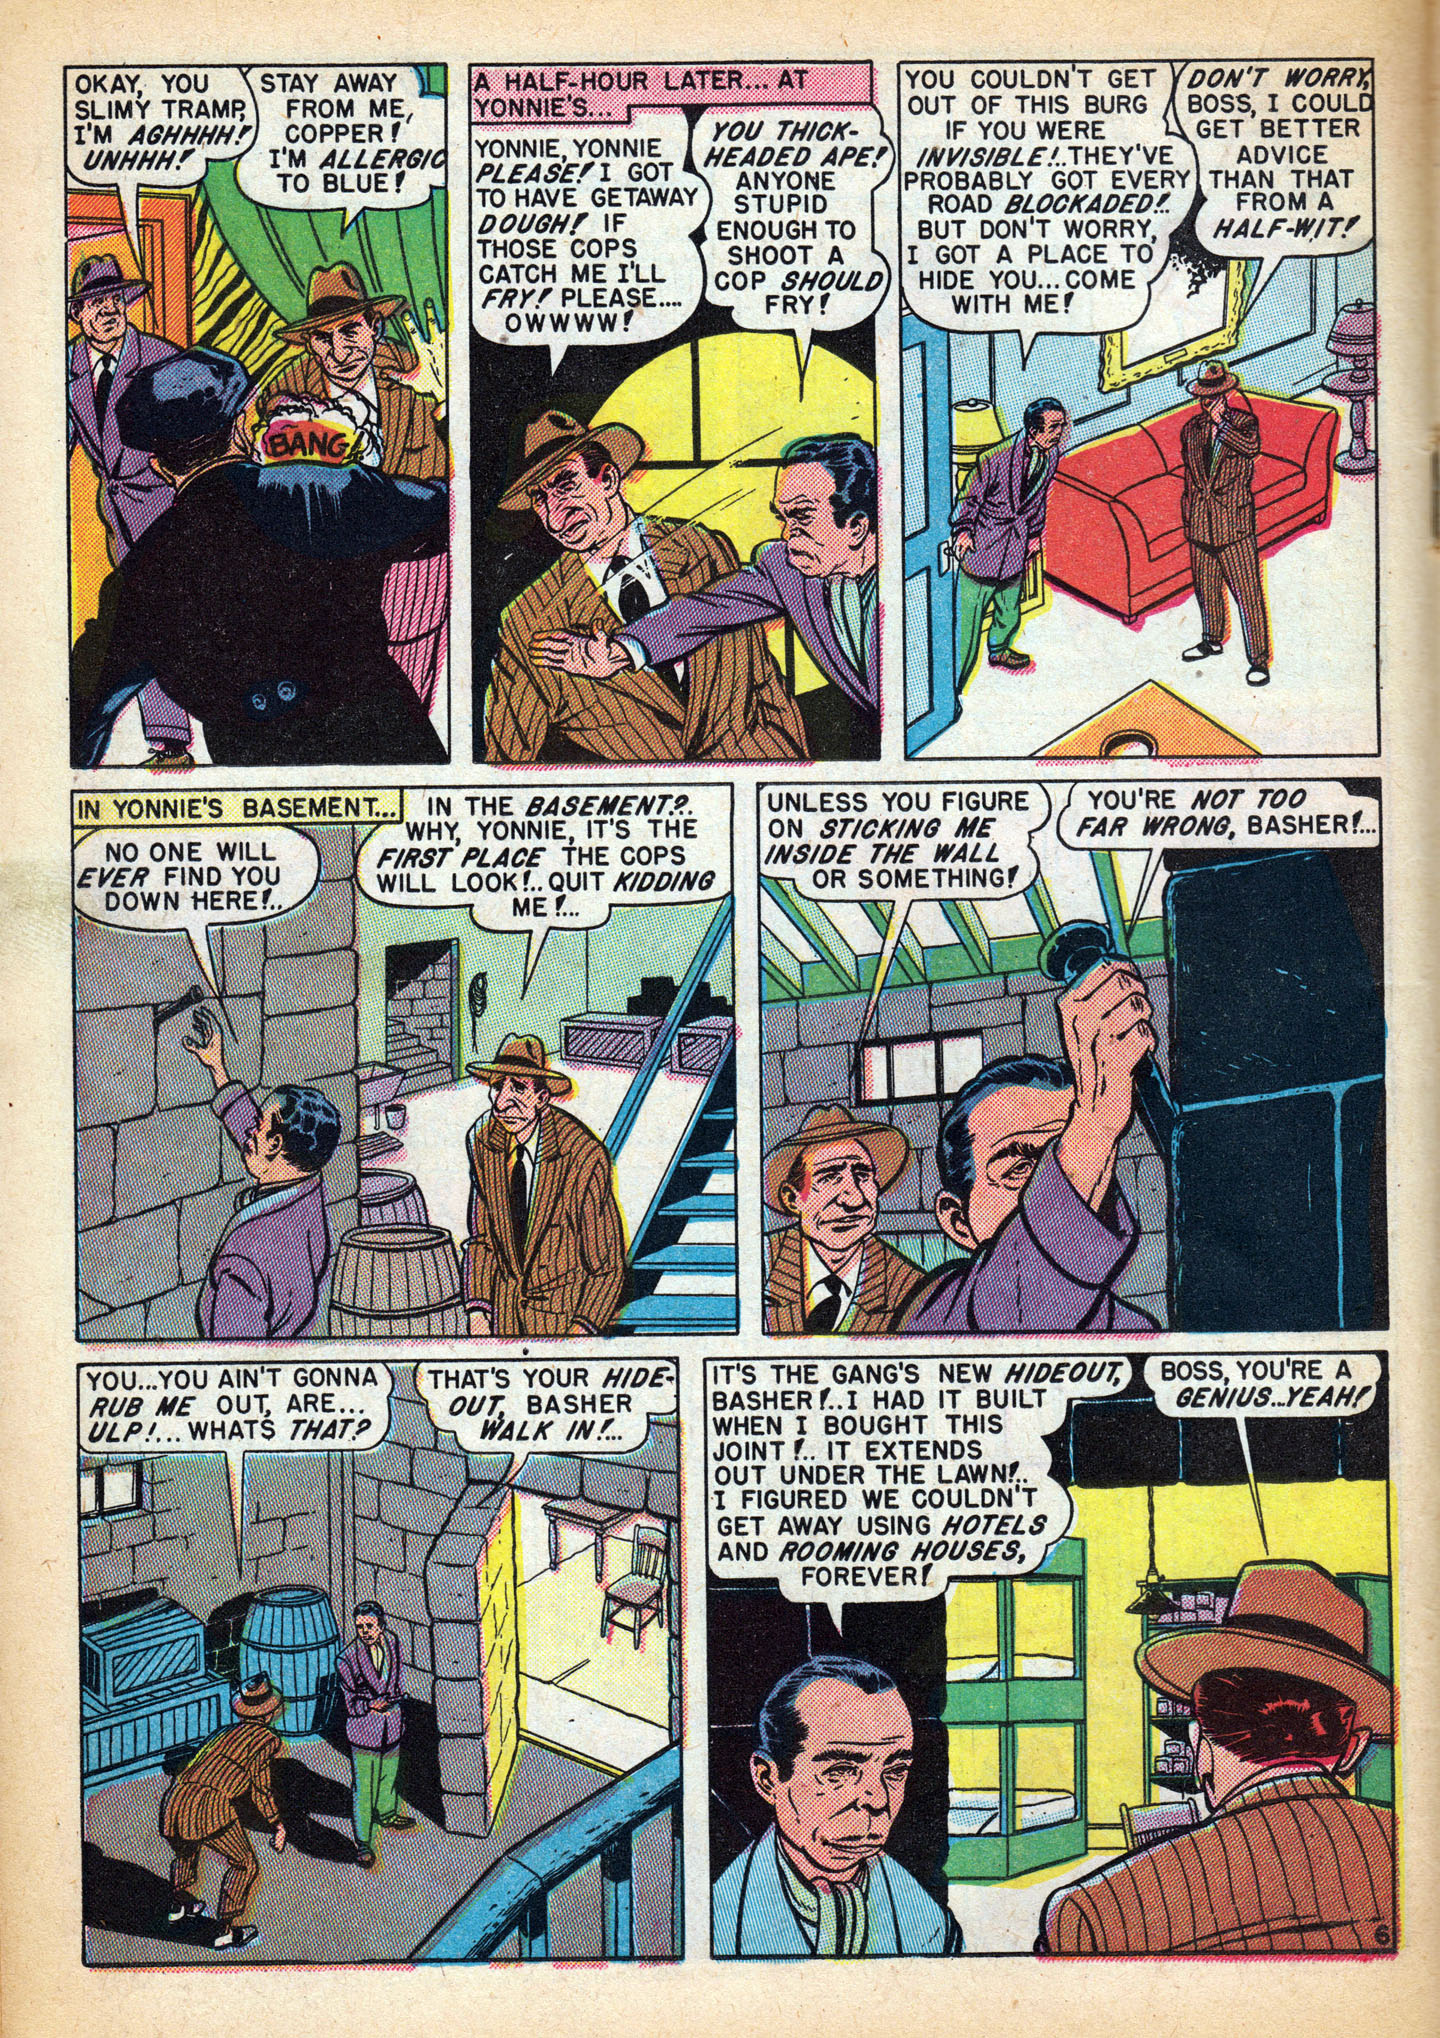 OKAY, YOU
SLIMY TRAMP,
I'M AGHHHH!
UNHHH!
STAY AWAY
FROM ME,
COPPER!
I'M ALLERGIC
TO BLUE!
BANG
A HALF-HOUR LATER... AT
YONNIE'S...
YONNIE, YONNIE
PLEASE! I GOT
TO HAVE GETAWAY
DOUGH! IF
THOSE COPS
CATCH ME I'LL
FRY! PLEASE....
OWWWW!
YOU THICK-
HEADED APE!
ANYONE
STUPID
ENOUGH TO
SHOOT A
COP SHOULD
FRY!
YOU COULDN'T GET
OUT OF THIS BURG
IF YOU WERE
INVISIBLE!..THEY'VE
PROBABLY GOT EVERY
ROAD BLOCKADED!..
BUT DON'T WORRY,
I GOT A PLACE TO
HIDE YOU...COME
WITH ME!
DON'T WORRY,
BOSS, I COULD
GET BETTER
ADVICE
THAN THAT
FROM A
HALF-WIT!
IN YONNIE'S BASEMENT...
NO ONE WILL
EVER FIND YOU
DOWN HERE!..
IN THE BASEMENT?..
WHY, YONNIE, IT'S THE
FIRST PLACE THE COPS
WILL LOOK!..QUIT KIDDING
ME!...
UNLESS YOU FIGURE
ON STICKING ME
INSIDE THE WALL
OR SOMETHING!
YOU'RE NOT TOO
FAR WRONG, BASHER!...
YOU...YOU AIN'T GONNA
RUB ME OUT, ARE...
ULP!...WHATS THAT?
THAT'S YOUR HIDE-
OUT, BASHER
WALK IN!...
IT'S THE GANG'S NEW HIDEOUT,
BASHER!..I HAD IT BUILT
WHEN I BOUGHT THIS
JOINT!.. IT EXTENDS
OUT UNDER THE LAWN!..
I FIGURED WE COULDN'T
GET AWAY USING HOTELS
AND ROOMING HOUSES,
FOREVER!
BOSS, YOU'RE A
GENIUS...YEAH!
6